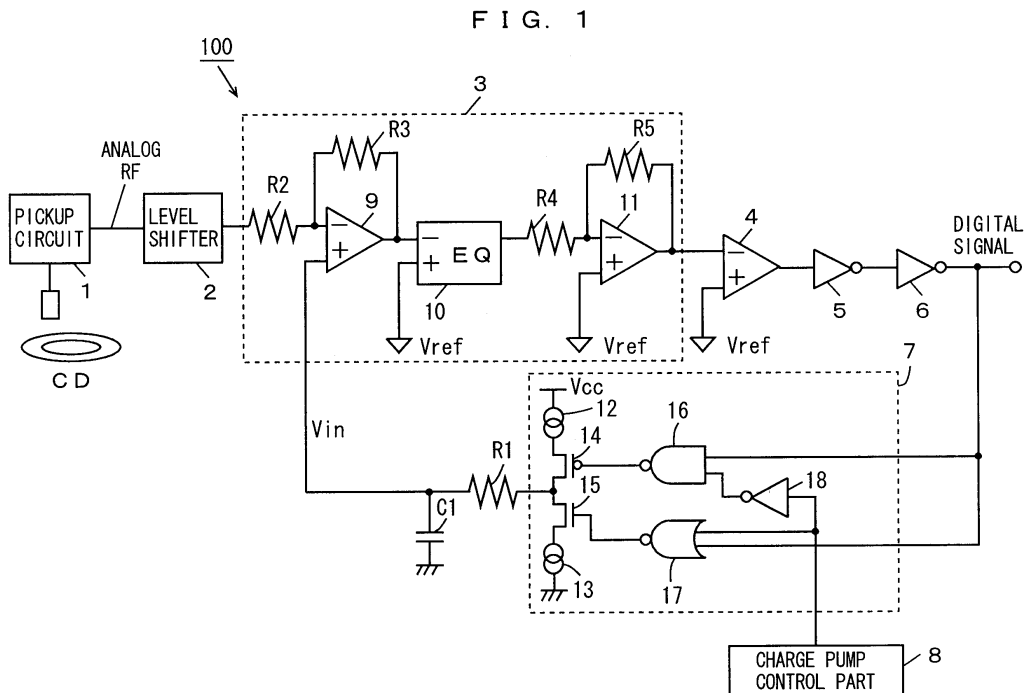 FIG. 1
100
3
R3
R5
ANALOG
RF
R2
9
R4
11
4
DIGITAL
SIGNAL
PICKUP
CIRCUIT
LEVEL
SHIFTER
−
+
−
+
EQ
−
+
−
+
1
2
10
5
6
Vref
Vref
Vref
CD
7
Vcc
12
16
Vin
14
R1
18
15
C1
13
17
CHARGE PUMP
CONTROL PART
8